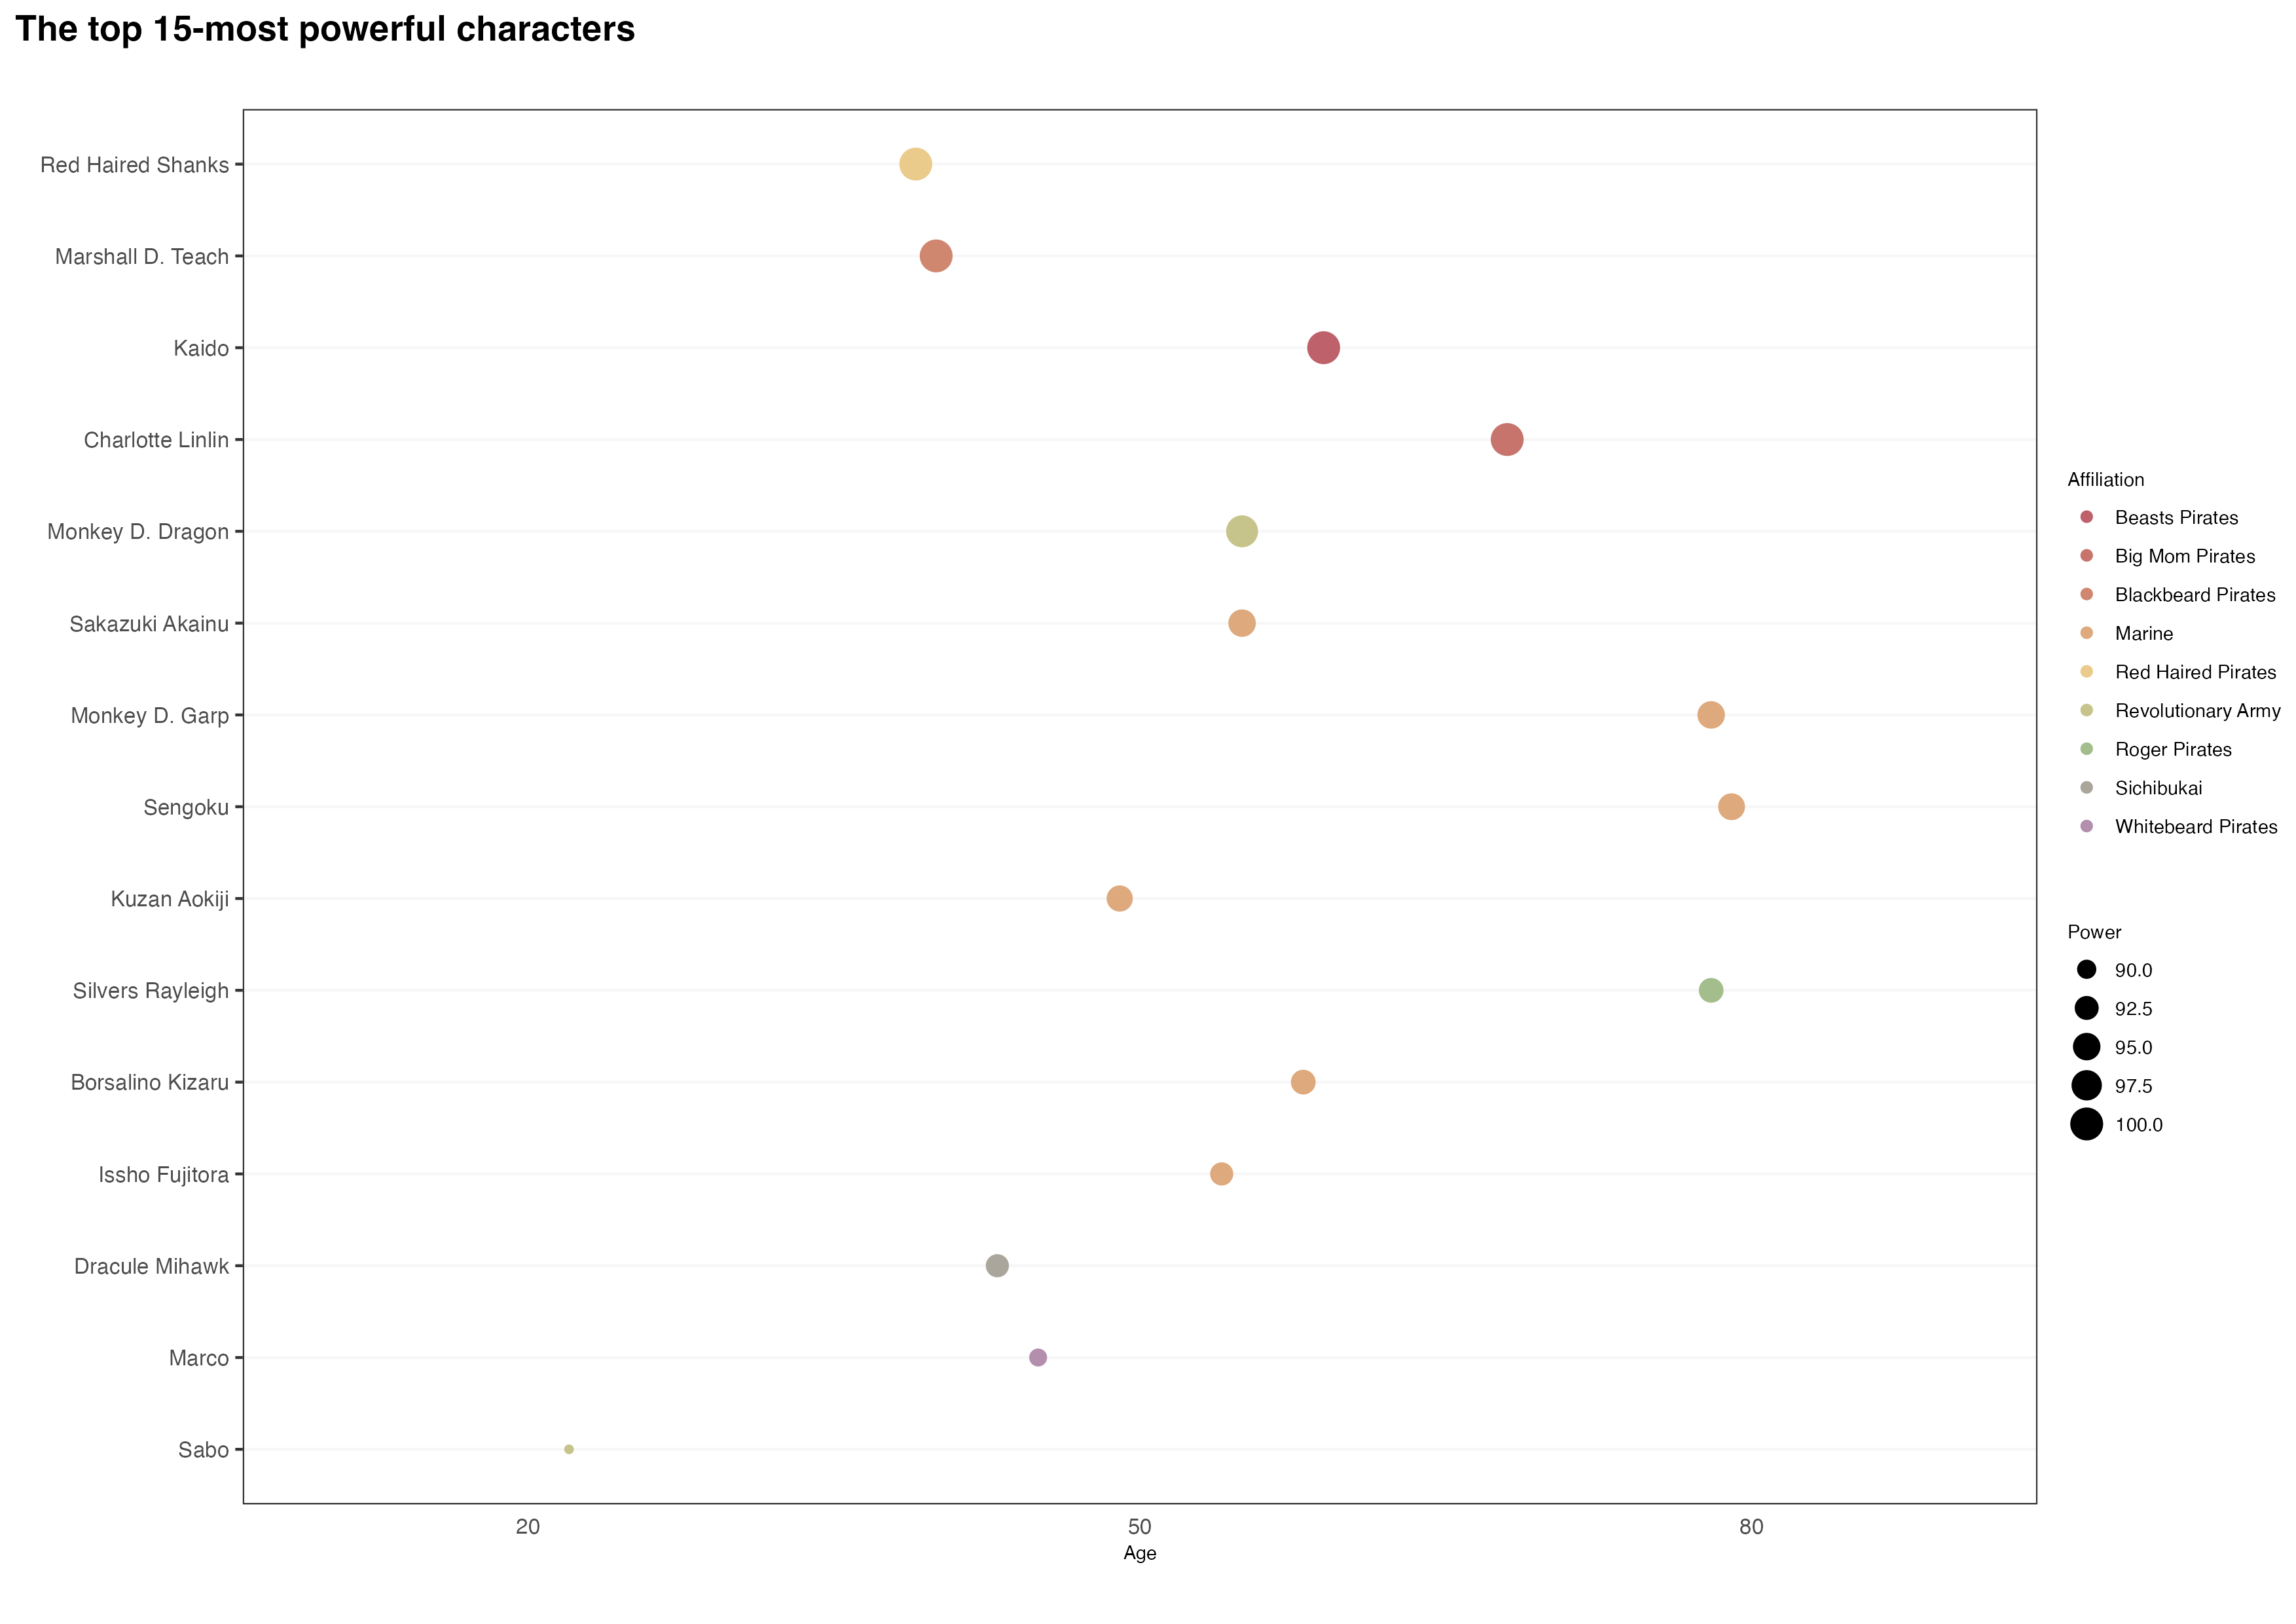 The top 15-most powerful characters
Red Haired Shanks
Marshall D. Teach
Kaido
Charlotte Linlin
Monkey D. Dragon
Sakazuki Akainu
Monkey D. Garp
Sengoku
Kuzan Aokiji
Silvers Rayleigh
Borsalino Kizaru
Issho Fujitora
Dracule Mihawk
Marco
Sabo
20 50 80
Age
Affiliation
Beasts Pirates
Big Mom Pirates
Blackbeard Pirates
Marine
Red Haired Pirates
Revolutionary Army
Roger Pirates
Sichibukai
Whitebeard Pirates
Power
90.0
92.5
95.0
97.5
100.0